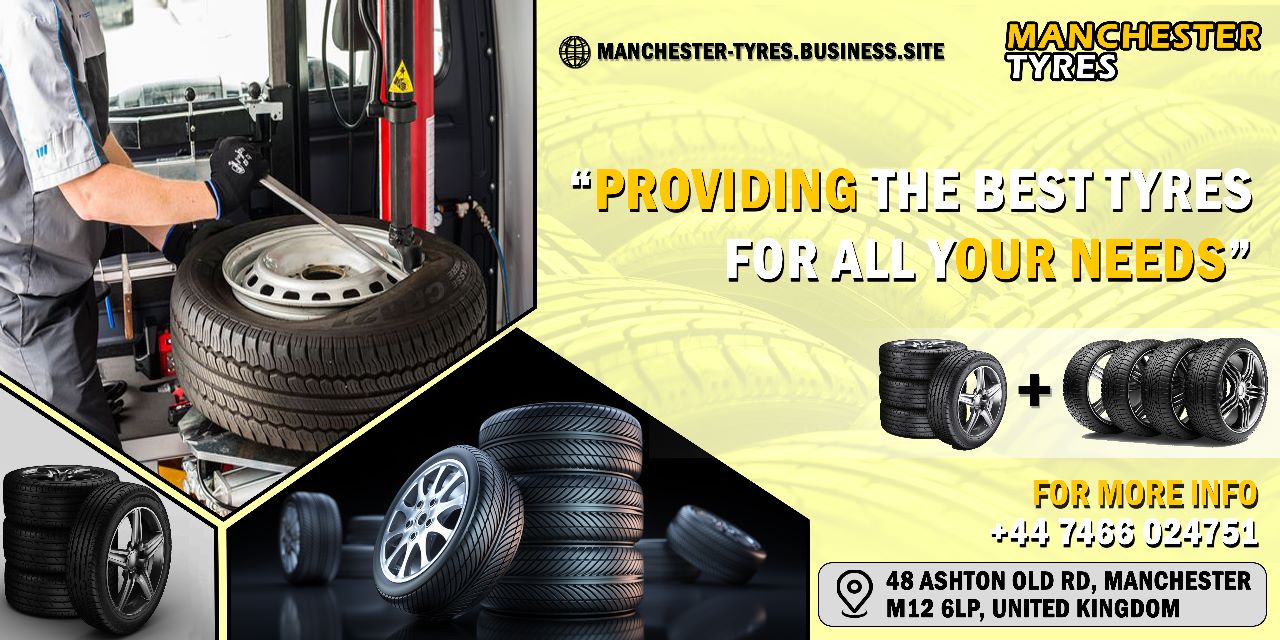 MANCHESTER-TYRES.BUSINESS.SITE
MANCHESTER
TYRES
“PROVIDING THE BEST TYRES
FOR ALL YOUR NEEDS”
+
FOR MORE INFO
+44 7466 024751
48 ASHTON OLD RD, MANCHESTER
M12 6LP, UNITED KINGDOM